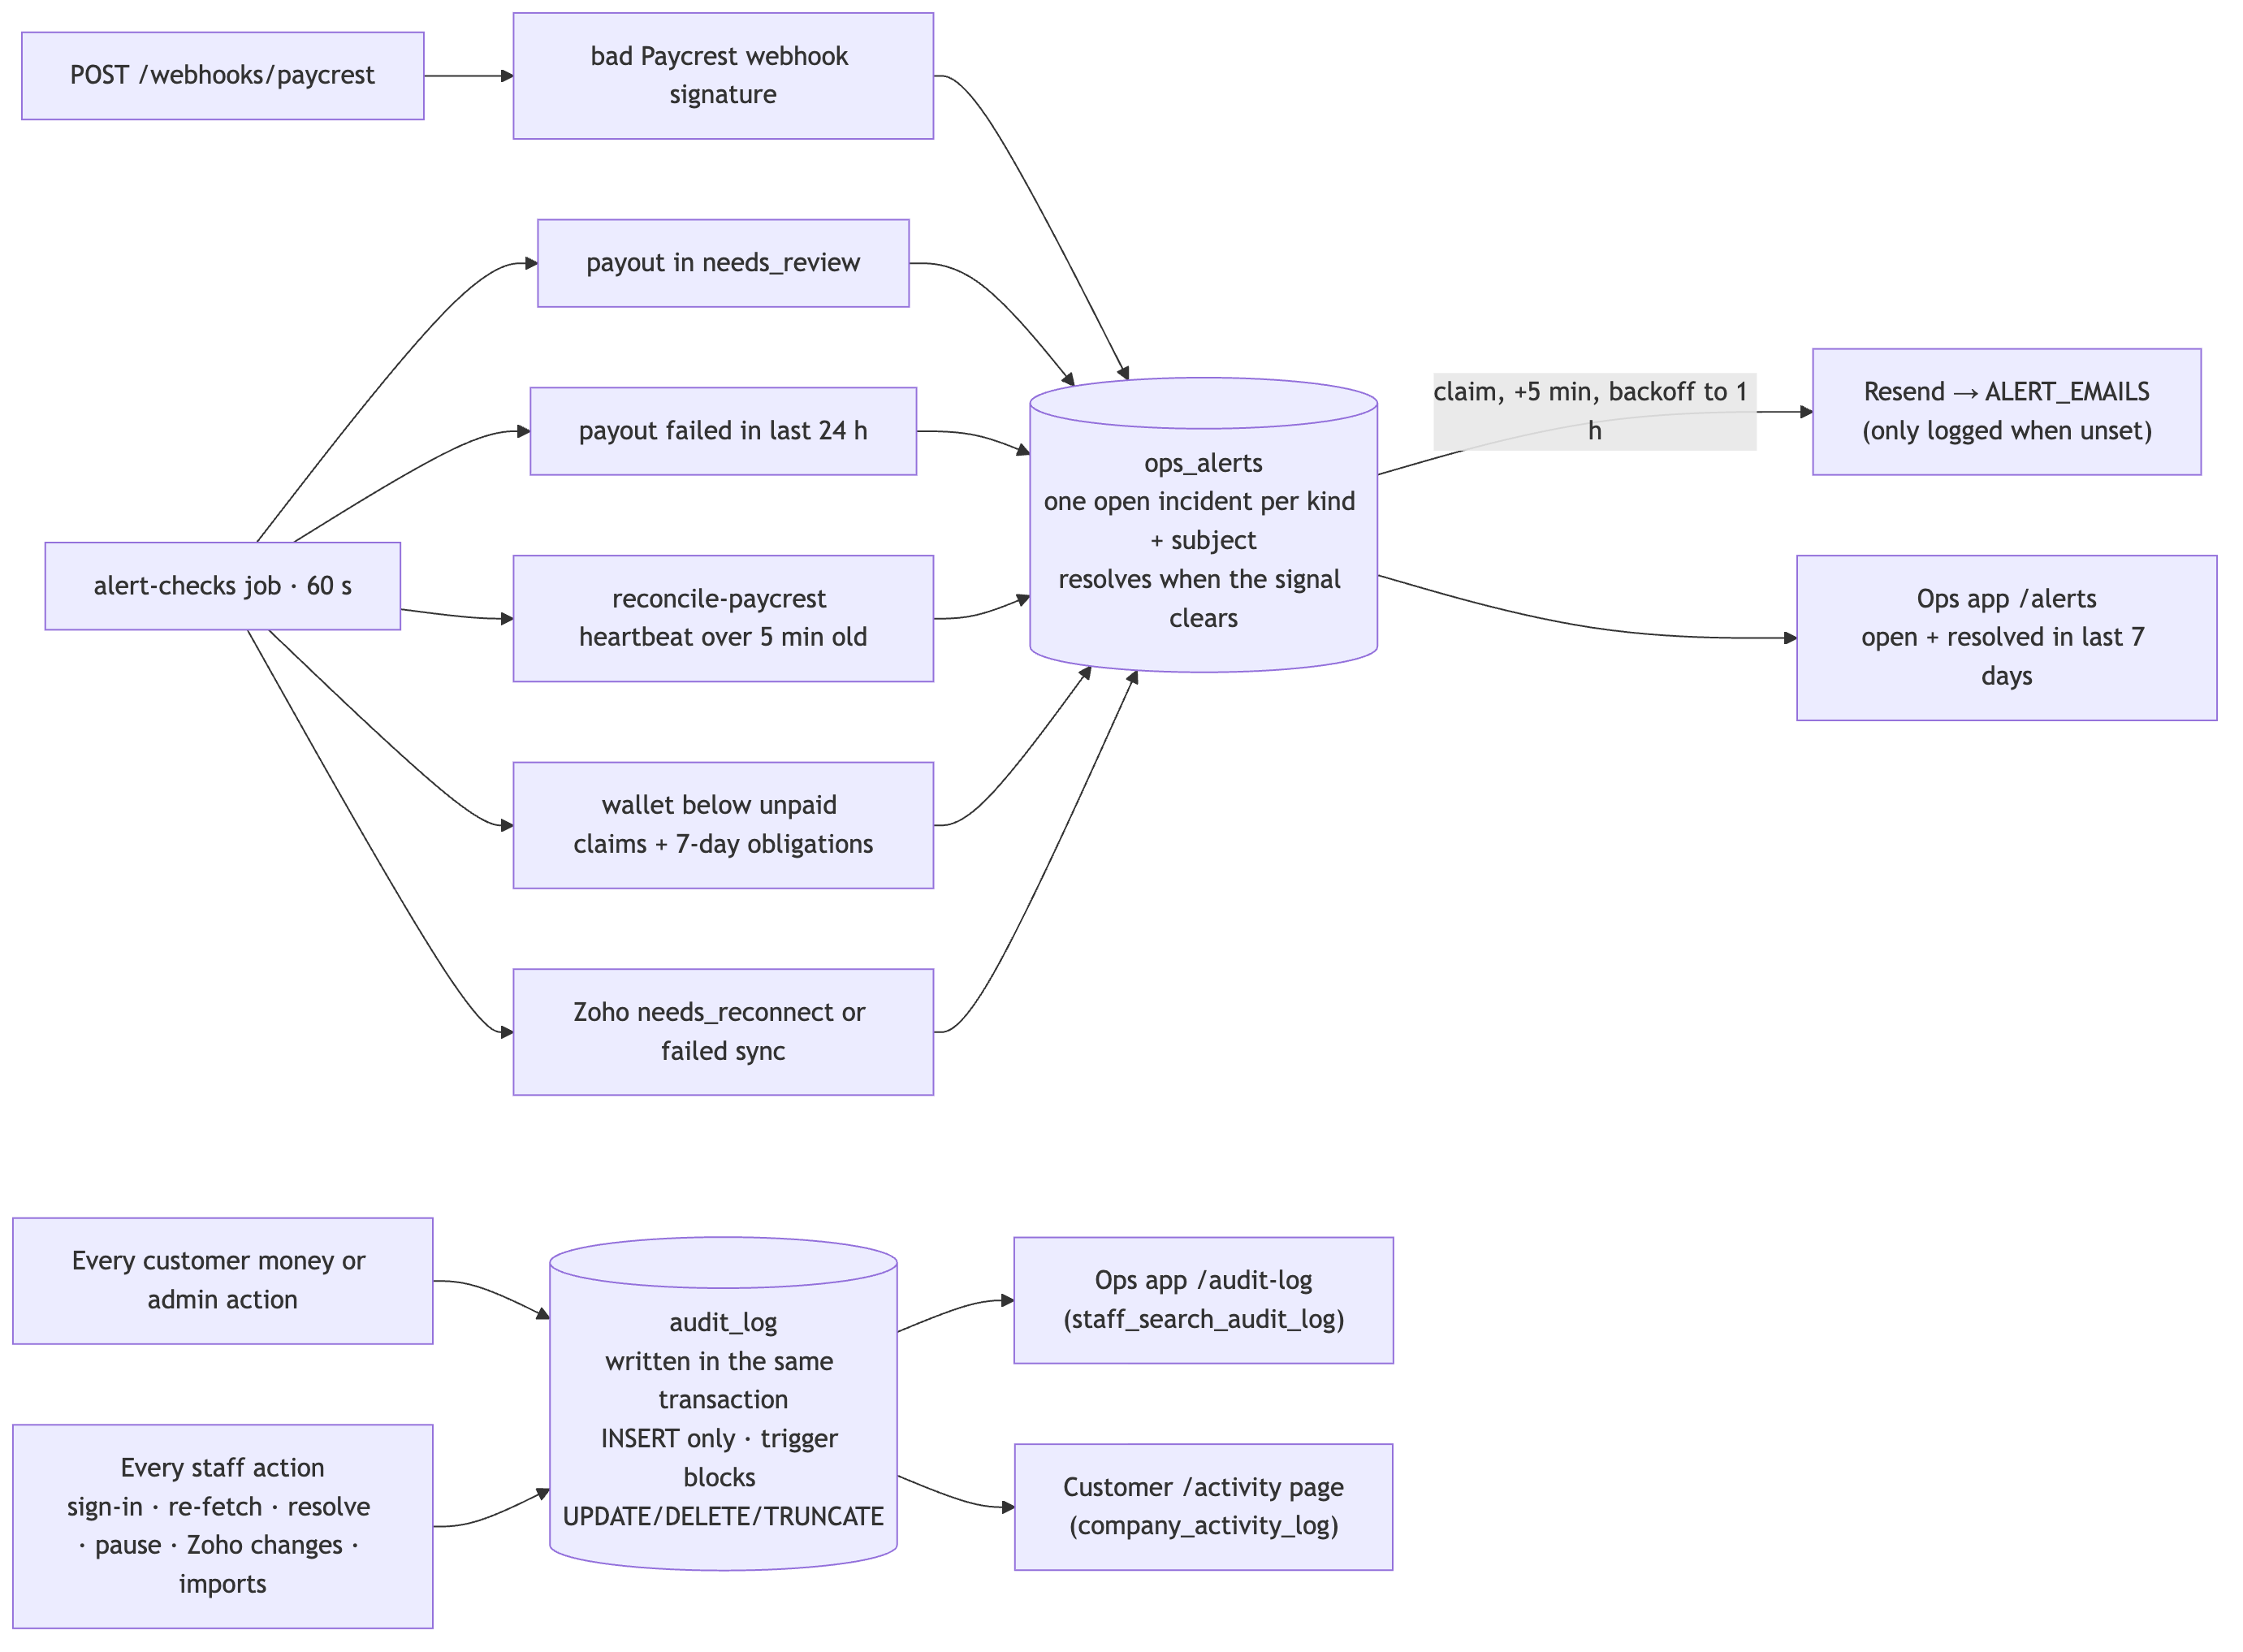 POST /webhooks/paycrest
bad Paycrest webhook
signature
payout in needs_review
payout failed in last 24 h
alert-checks job · 60 s
reconcile-paycrest
heartbeat over 5 min old
wallet below unpaid
claims + 7-day obligations
Zoho needs_reconnect or
failed sync
ops_alerts
one open incident per kind
+ subject
resolves when the signal
clears
claim, +5 min, backoff to 1
h
Resend → ALERT_EMAILS
(only logged when unset)
Ops app /alerts
open + resolved in last 7
days
Every customer money or
admin action
Every staff action
sign-in · re-fetch · resolve
· pause · Zoho changes ·
imports
audit_log
written in the same
transaction
INSERT only · trigger
blocks
UPDATE/DELETE/TRUNCATE
Ops app /audit-log
(staff_search_audit_log)
Customer /activity page
(company_activity_log)